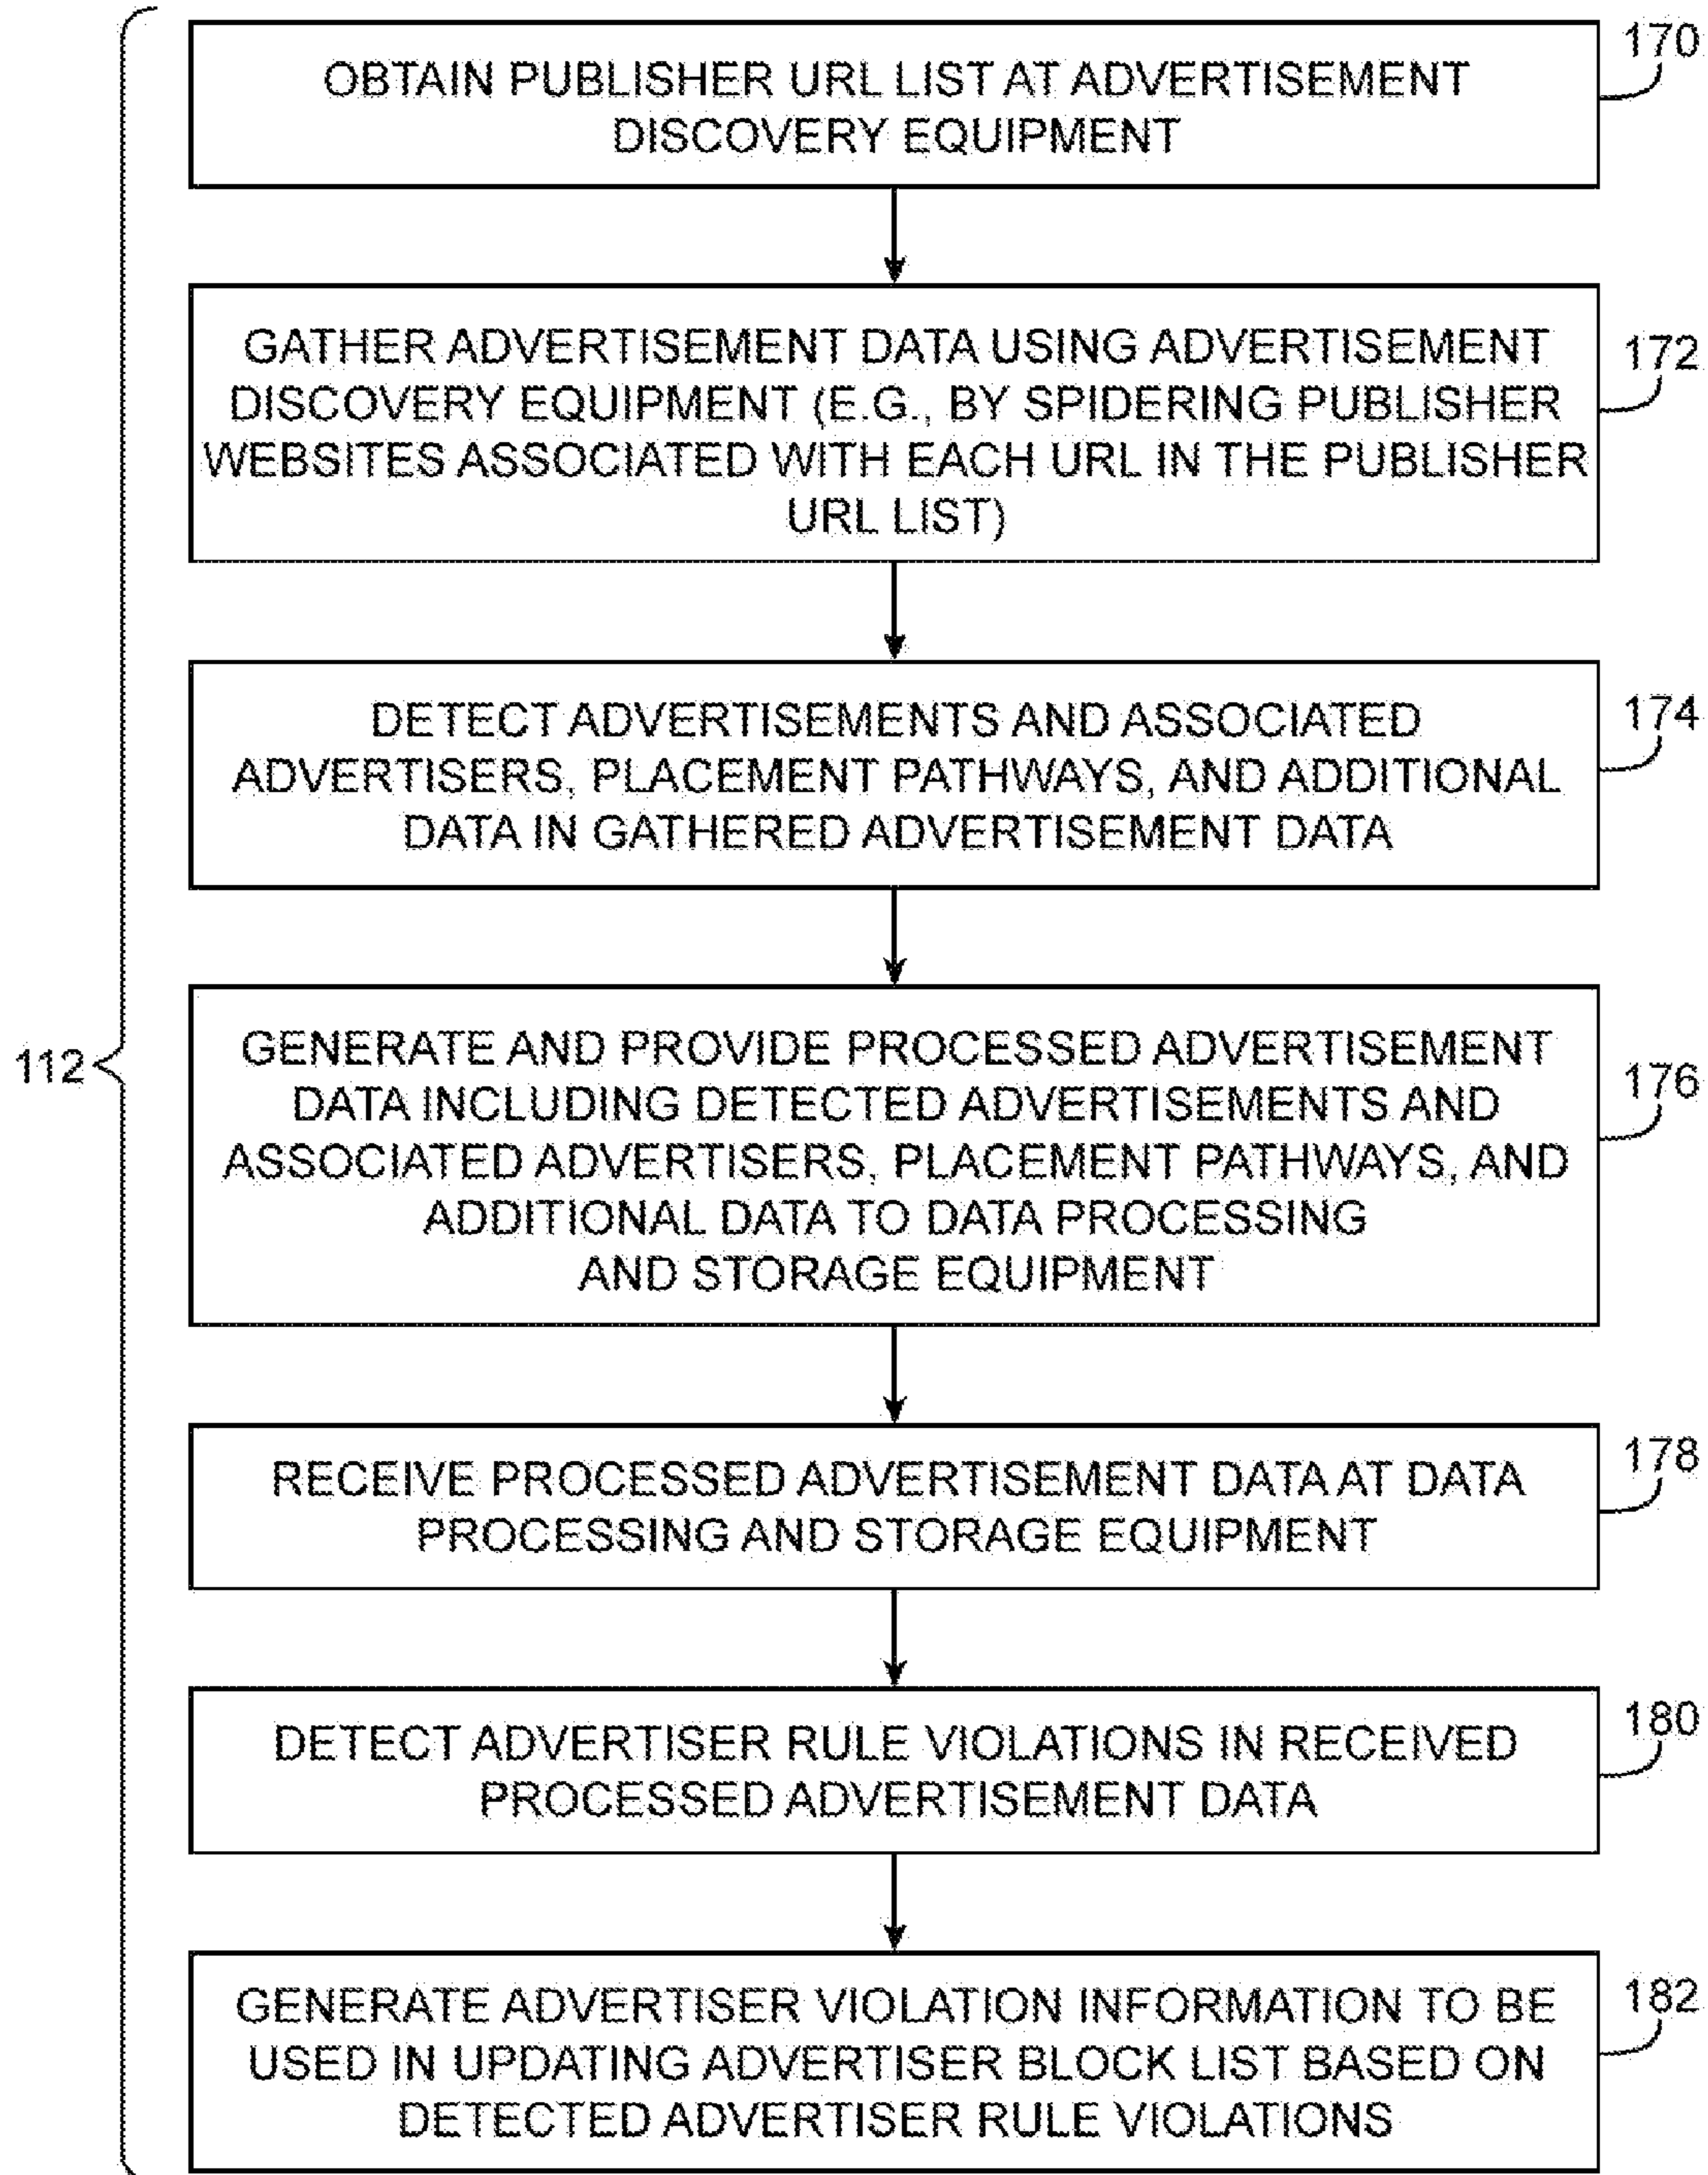 170
OBTAIN PUBLISHER URL LIST AT ADVERTISEMENT
DISCOVERY EQUIPMENT
172
GATHER ADVERTISEMENT DATA USING ADVERTISEMENT
DISCOVERY EQUIPMENT (E.G., BY SPIDERING PUBLISHER
WEBSITES ASSOCIATED WITH EACH URL IN THE PUBLISHER
URL LIST)
174
DETECT ADVERTISEMENTS AND ASSOCIATED
ADVERTISERS, PLACEMENT PATHWAYS, AND ADDITIONAL
DATA IN GATHERED ADVERTISEMENT DATA
112
176
GENERATE AND PROVIDE PROCESSED ADVERTISEMENT
DATA INCLUDING DETECTED ADVERTISEMENTS AND
ASSOCIATED ADVERTISERS, PLACEMENT PATHWAYS, AND
ADDITIONAL DATA TO DATA PROCESSING
AND STORAGE EQUIPMENT
178
RECEIVE PROCESSED ADVERTISEMENT DATA AT DATA
PROCESSING AND STORAGE EQUIPMENT
180
DETECT ADVERTISER RULE VIOLATIONS IN RECEIVED
PROCESSED ADVERTISEMENT DATA
182
GENERATE ADVERTISER VIOLATION INFORMATION TO BE
USED IN UPDATING ADVERTISER BLOCK LIST BASED ON
DETECTED ADVERTISER RULE VIOLATIONS